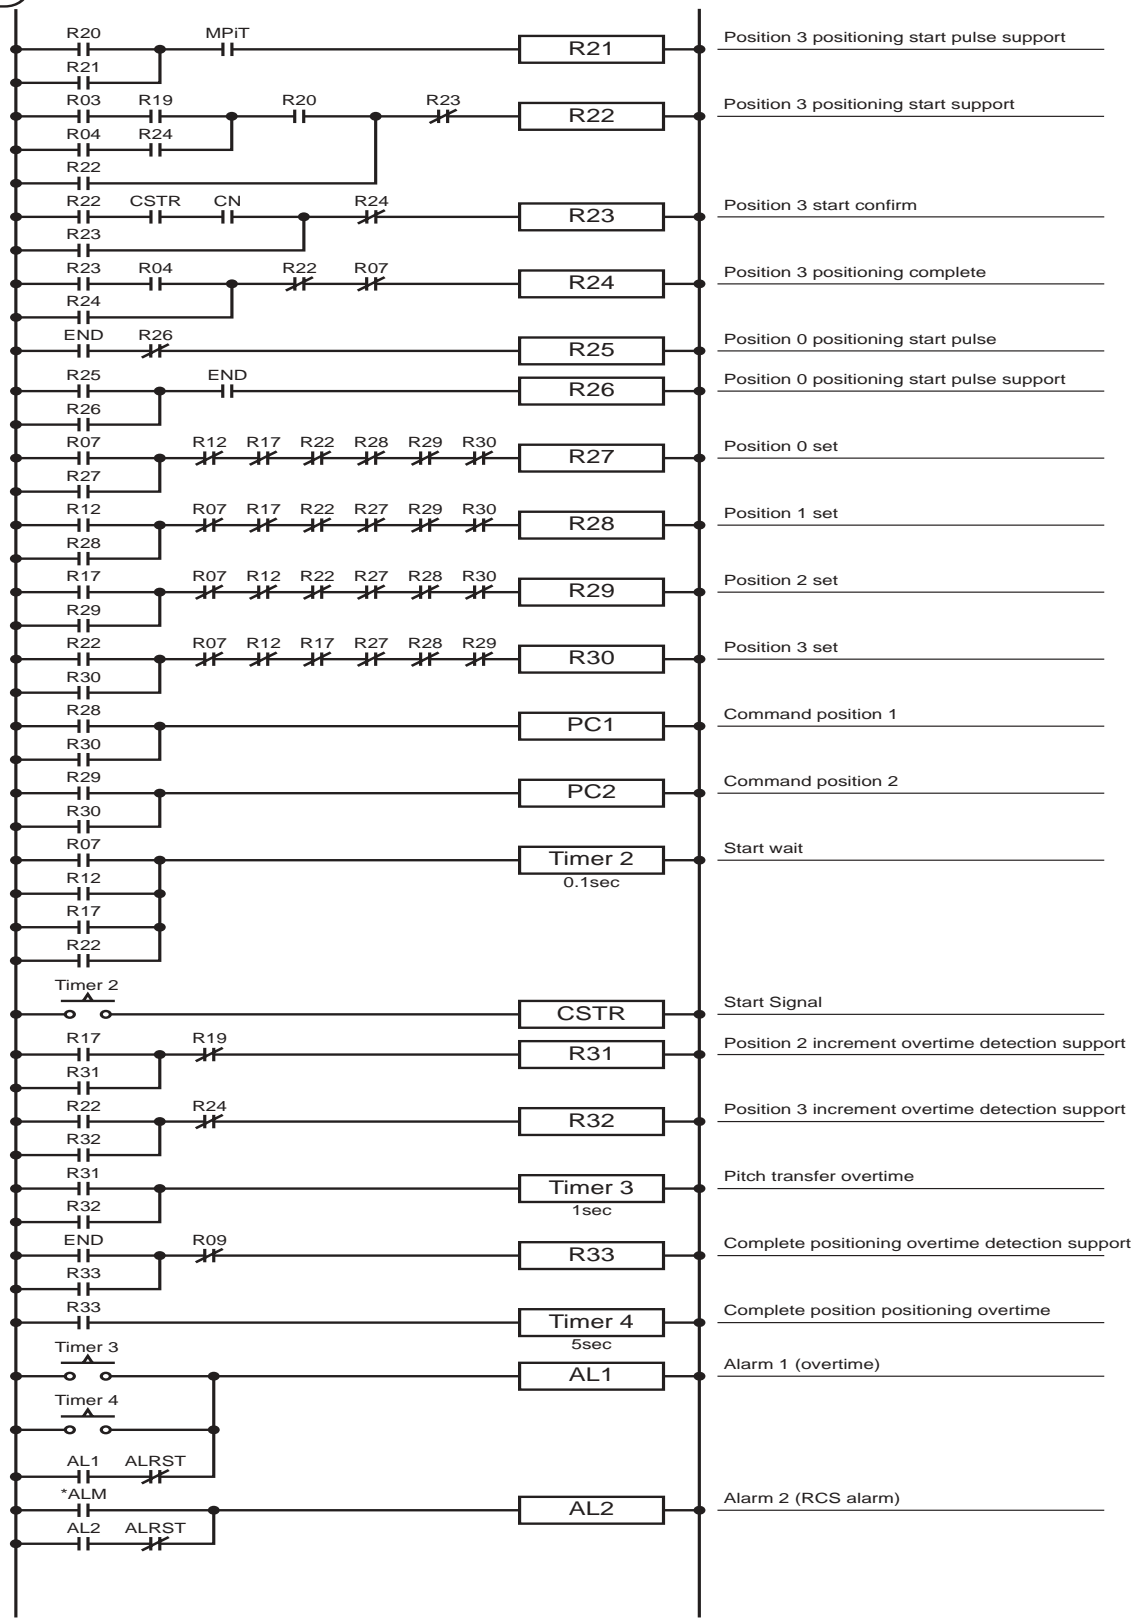 R20 MPiT R21 Position 3 positioning start pulse support
R21
R03 R19 R20 R23 R22 Position 3 positioning start support
R04 R24
R22
R22 CSTR CN R24 R23 Position 3 start confirm
R23
R23 R04 R22 R07 R24 Position 3 positioning complete
R24
END R26 R25 Position 0 positioning start pulse
R25 END R26 Position 0 positioning start pulse support
R26
R07 R12 R17 R22 R28 R29 R30 R27 Position 0 set
R27
R12 R07 R17 R22 R27 R29 R30 R28 Position 1 set
R28
R17 R07 R12 R22 R27 R28 R30 R29 Position 2 set
R29
R22 R07 R12 R17 R27 R28 R29 R30 Position 3 set
R30
R28 PC1 Command position 1
R30
R29 PC2 Command position 2
R30
R07 Timer 2 Start wait
R12 0.1sec
R17
R22
Timer 2 CSTR Start Signal
R17 R19 R31 Position 2 increment overtime detection support
R31
R22 R24 R32 Position 3 increment overtime detection support
R32
R31 Timer 3 Pitch transfer overtime
R32 1sec
END R09 R33 Complete positioning overtime detection support
R33
R33 Timer 4 Complete position positioning overtime
5sec
Timer 3 AL1 Alarm 1 (overtime)
Timer 4
AL1 ALRST
*ALM AL2 Alarm 2 (RCS alarm)
AL2 ALRST